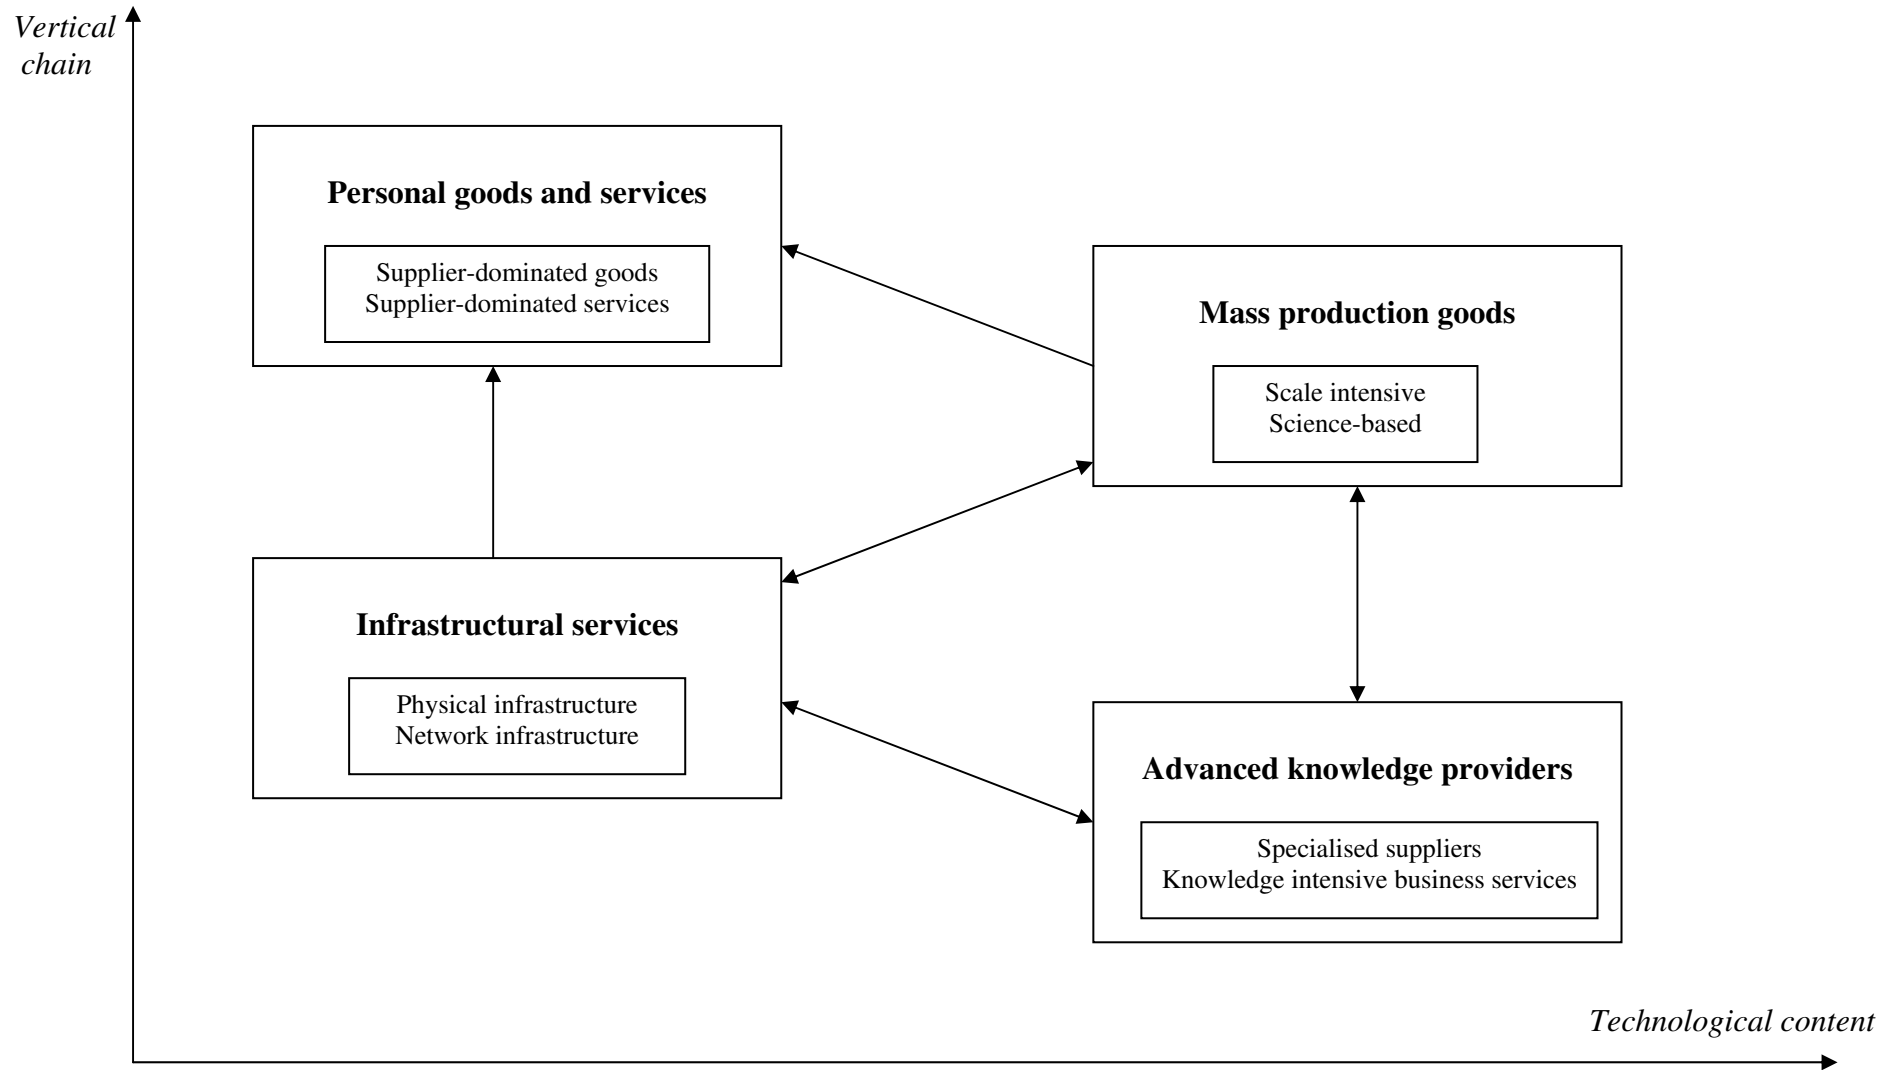 Vertical
chain
Personal goods and services
Supplier-dominated goods
Supplier-dominated services
Mass production goods
Scale intensive
Science-based
Infrastructural services
Physical infrastructure
Network infrastructure
Advanced knowledge providers
Specialised suppliers
Knowledge intensive business services
Technological content